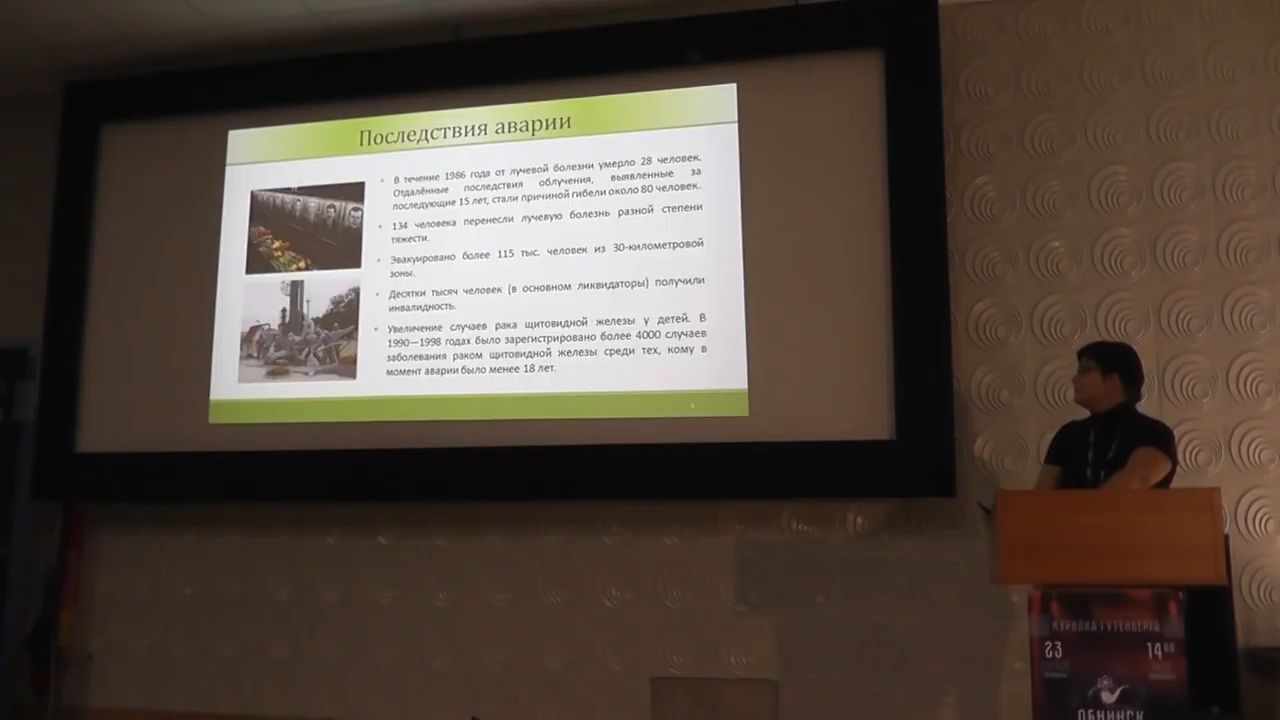 Последствия аварии
В течение 1986 года от лучевой болезни умерло 28 человек.
Отдалённые последствия облучения, выявленные за
последующие 15 лет, стали причиной гибели около 80 человек.
134 человека перенесли лучевую болезнь разной степени
тяжести.
Эвакуировано более 115 тыс. человек из 30-километровой
зоны.
Десятки тысяч человек (в основном ликвидаторы) получили
инвалидность.
Увеличение случаев рака щитовидной железы у детей. В
1990—1998 годах было зарегистрировано более 4000 случаев
заболевания раком щитовидной железы среди тех, кому в
момент аварии было менее 18 лет.
КУРИЛКА ГУТЕНБЕРГА
23
14⁰⁰
ОБНИНСК